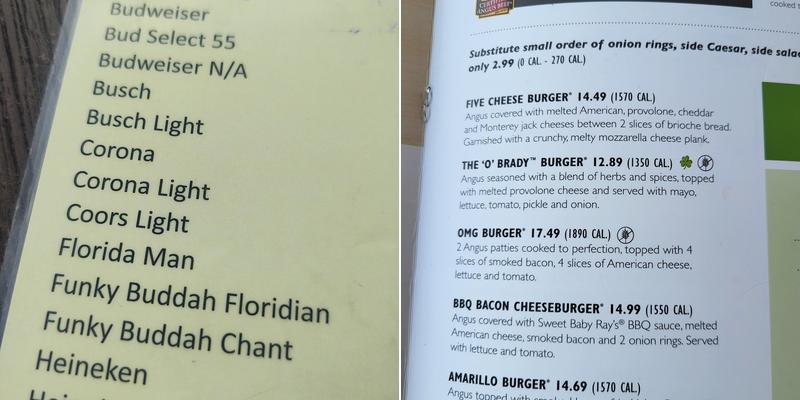 Budweiser
Bud Select 55
Budweiser N/A
Busch
Busch Light
Corona
Corona Light
Coors Light
Florida Man
Funky Buddah Floridian
Funky Buddah Chant
Heineken
CERTIFIED
ANGUS BEEF
cooked t
Substitute small order of onion rings, side Caesar, side sala
only 2.99 (0 CAL. - 270 CAL.)
FIVE CHEESE BURGER* 14.49 (1570 CAL.)
Angus covered with melted American, provolone, cheddar
and Monterey jack cheeses between 2 slices of brioche bread.
Garnished with a crunchy, melty mozzarella cheese plank.
THE 'O' BRADY™ BURGER* 12.89 (1350 CAL.)
Angus seasoned with a blend of herbs and spices, topped
with melted provolone cheese and served with mayo,
lettuce, tomato, pickle and onion.
OMG BURGER* 17.49 (1890 CAL.)
2 Angus patties cooked to perfection, topped with 4
slices of smoked bacon, 4 slices of American cheese,
lettuce and tomato.
BBQ BACON CHEESEBURGER* 14.99 (1550 CAL.)
Angus covered with Sweet Baby Ray's® BBQ sauce, melted
American cheese, smoked bacon and 2 onion rings. Served
with lettuce and tomato.
AMARILLO BURGER* 14.69 (1570 CAL.)
Angus topped with